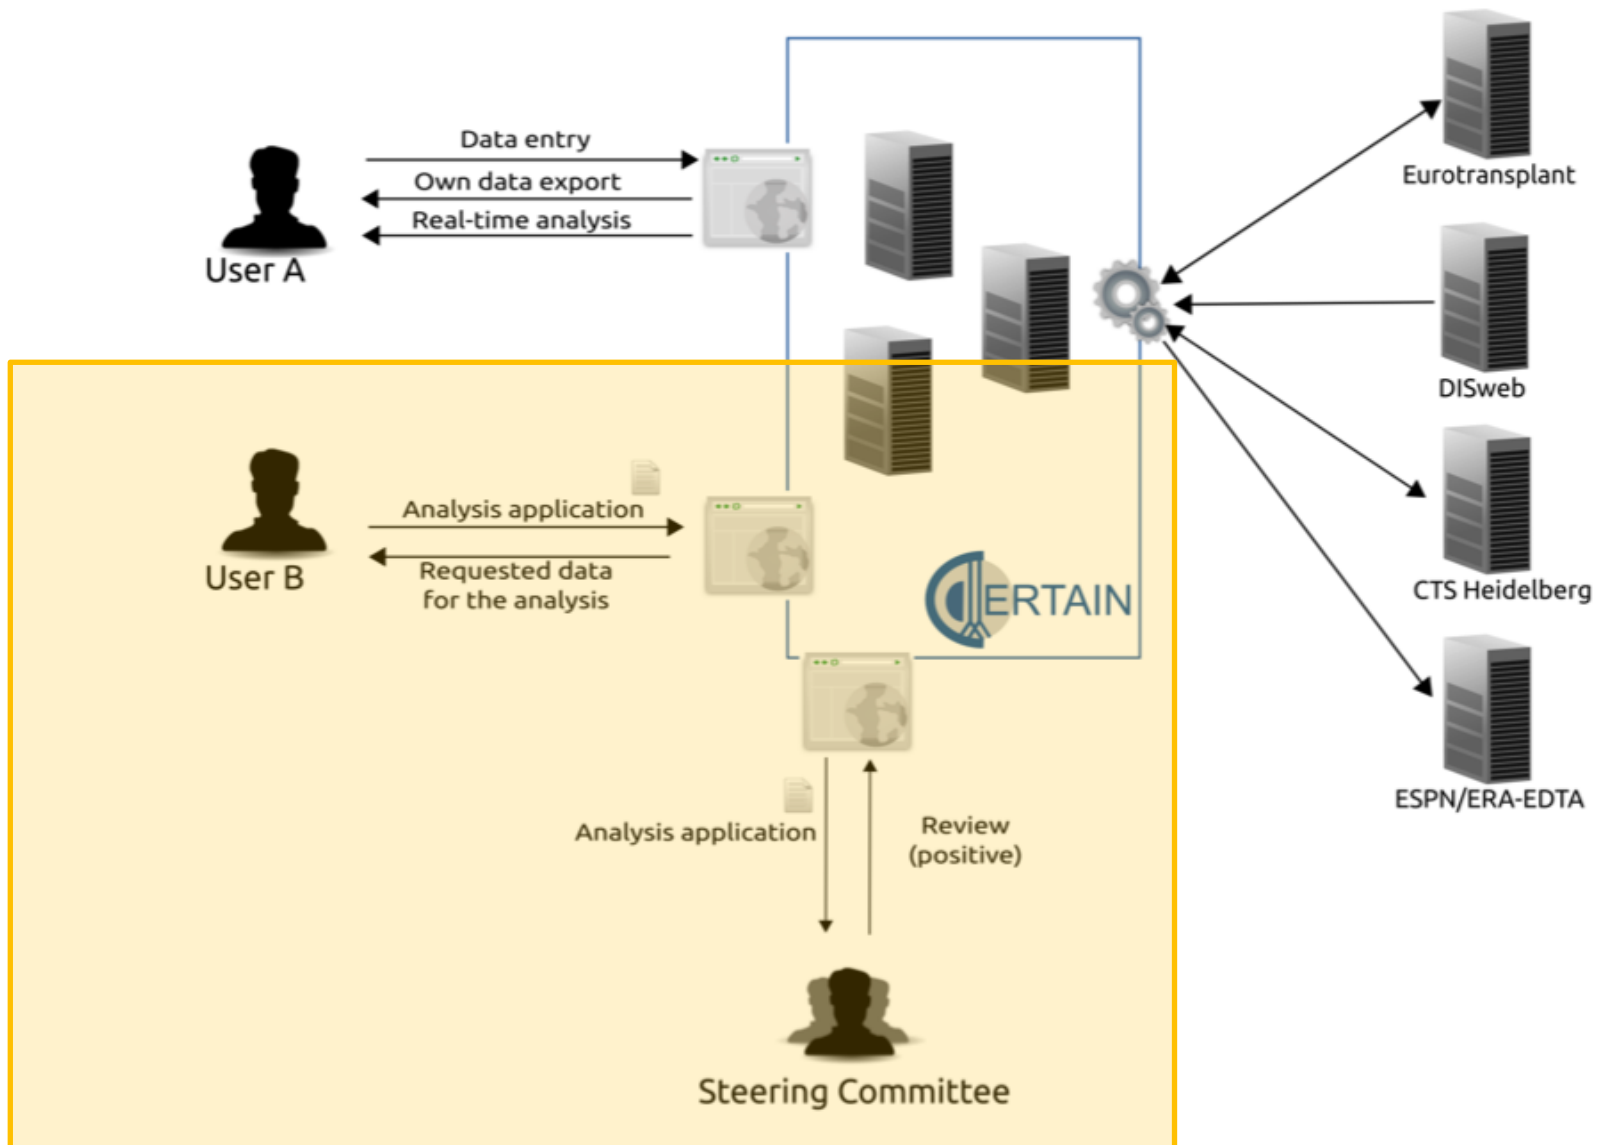 Data entry
Own data export
Real-time analysis
User A
Eurotransplant
DISweb
Analysis application
Requested data
for the analysis
User B
CERTAIN
CTS Heidelberg
ESPN/ERA-EDTA
Analysis application
Review
(positive)
Steering Committee